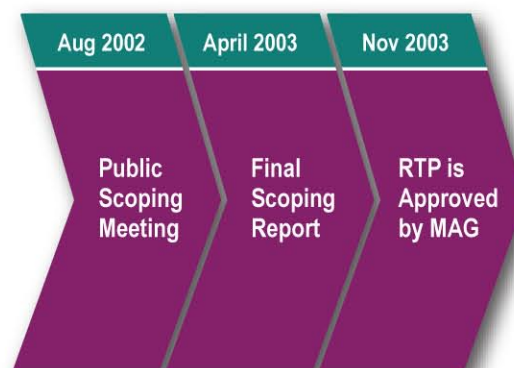 Aug 2002
April 2003
Nov 2003
Public
Scoping
Meeting
Final
Scoping
Report
RTP is
Approved
by MAG